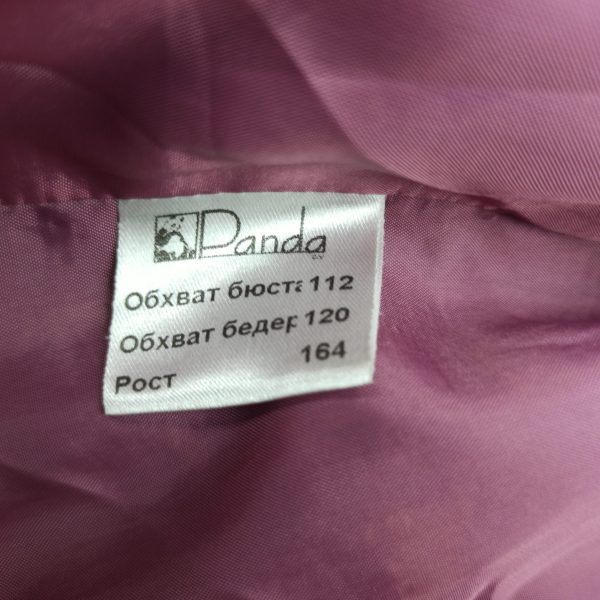 Panda
Обхват бюста 112
Обхват бедер 120
164
Рост